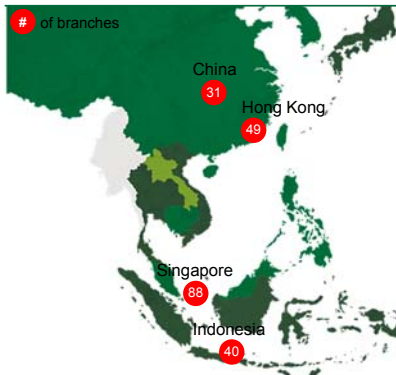 # of branches
China
31
Hong Kong
49
Singapore
88
Indonesia
40